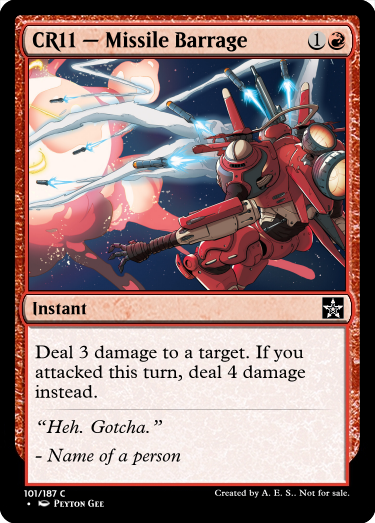 CR11 — Missile Barrage 1
Instant
Deal 3 damage to a target. If you
attacked this turn, deal 4 damage
instead.
“Heh. Gotcha.”
- Name of a person
101/187 C
Created by A. E. S.. Not for sale.
• Peyton Gee